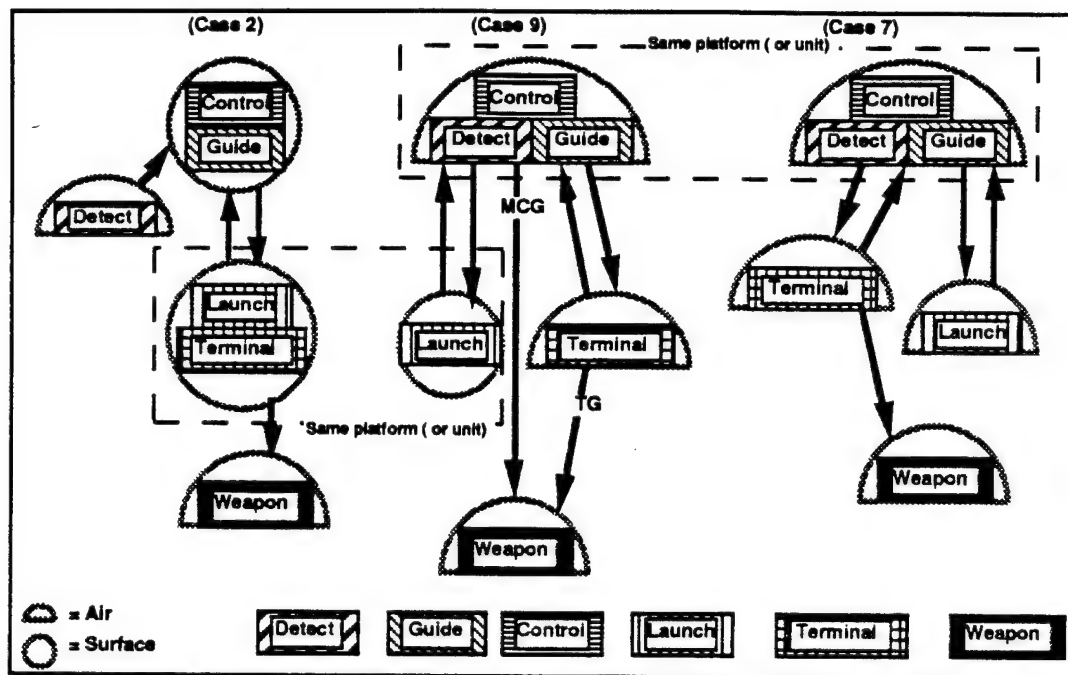 (Case 2)
(Case 9)
(Case 7)
Same platform ( or unit)
Control
Guide
Detect
Launch
Terminal
Same platform ( or unit)
Weapon
Control
Detect
Guide
MCG
Launch
Terminal
TG
Weapon
Control
Detect
Guide
Terminal
Launch
Weapon
= Air
= Surface
Detect
Guide
Control
Launch
Terminal
Weapon